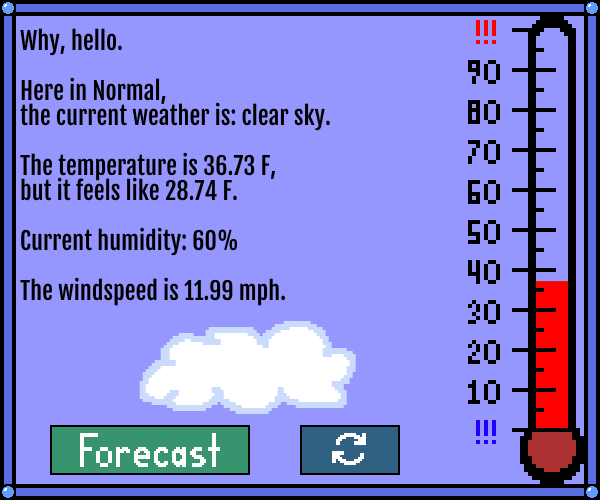 Why, hello.
Here in Normal,
the current weather is: clear sky.
The temperature is 36.73 F,
but it feels like 28.74 F.
Current humidity: 60%
The windspeed is 11.99 mph.
Forecast
!!!
90
80
70
60
50
40
30
20
10
!!!